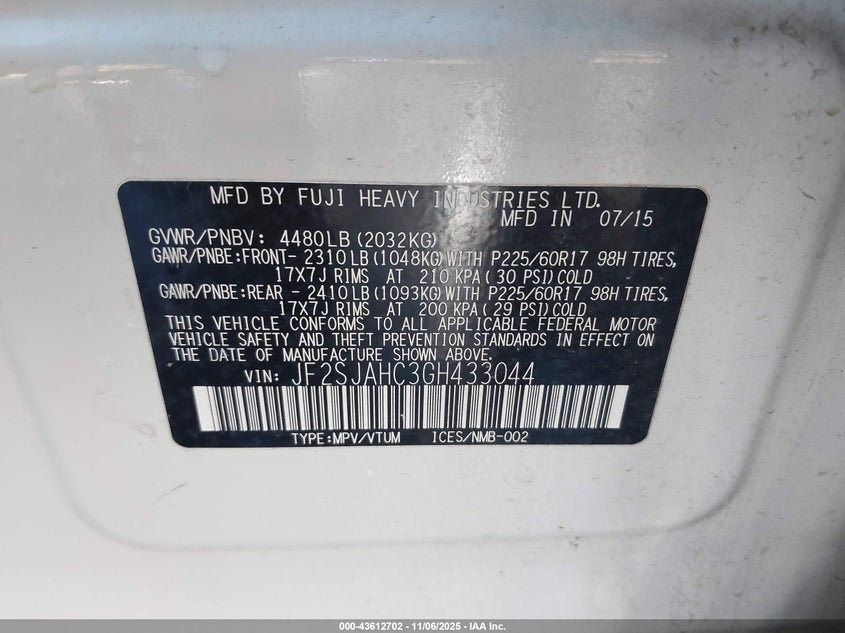 MFD BY FUJI HEAVY INDUSTRIES LTD.
MFD IN 07/15
GVWR/PNBV: 4480LB (2032KG)
GAWR/PNBE:FRONT- 2310LB (1048KG) WITH P225/60R17 98H TIRES,
17X7J RIMS AT 210 KPA (30 PSI) COLD
GAWR/PNBE:REAR - 2410LB (1093KG) WITH P225/60R17 98H TIRES,
17X7J RIMS AT 200 KPA (29 PSI) COLD
THIS VEHICLE CONFORMS TO ALL APPLICABLE FEDERAL MOTOR
VEHICLE SAFETY AND THEFT PREVENTION STANDARDS IN EFFECT ON
THE DATE OF MANUFACTURE SHOWN ABOVE.
VIN: JF2SJAHC3GH433044
TYPE:MPV/VTUM ICES/NMB-002
000-43612702 - 11/06/2025 - IAA Inc.